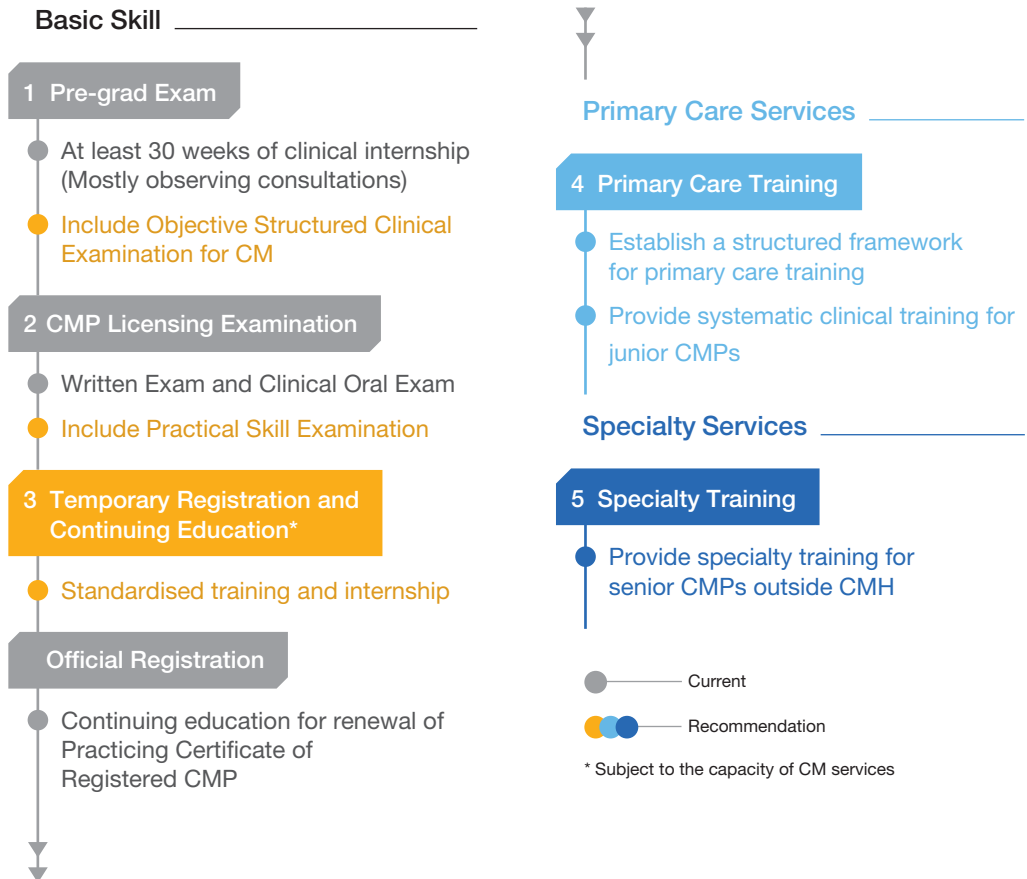 Basic Skill
1 Pre-grad Exam
At least 30 weeks of clinical internship
(Mostly observing consultations)
Include Objective Structured Clinical
Examination for CM
2 CMP Licensing Examination
Written Exam and Clinical Oral Exam
Include Practical Skill Examination
3 Temporary Registration and
Continuing Education*
Standardised training and internship
Official Registration
Continuing education for renewal of
Practicing Certificate of
Registered CMP
Primary Care Services
4 Primary Care Training
Establish a structured framework
for primary care training
Provide systematic clinical training for
junior CMPs
Specialty Services
5 Specialty Training
Provide specialty training for
senior CMPs outside CMH
Current
Recommendation
* Subject to the capacity of CM services